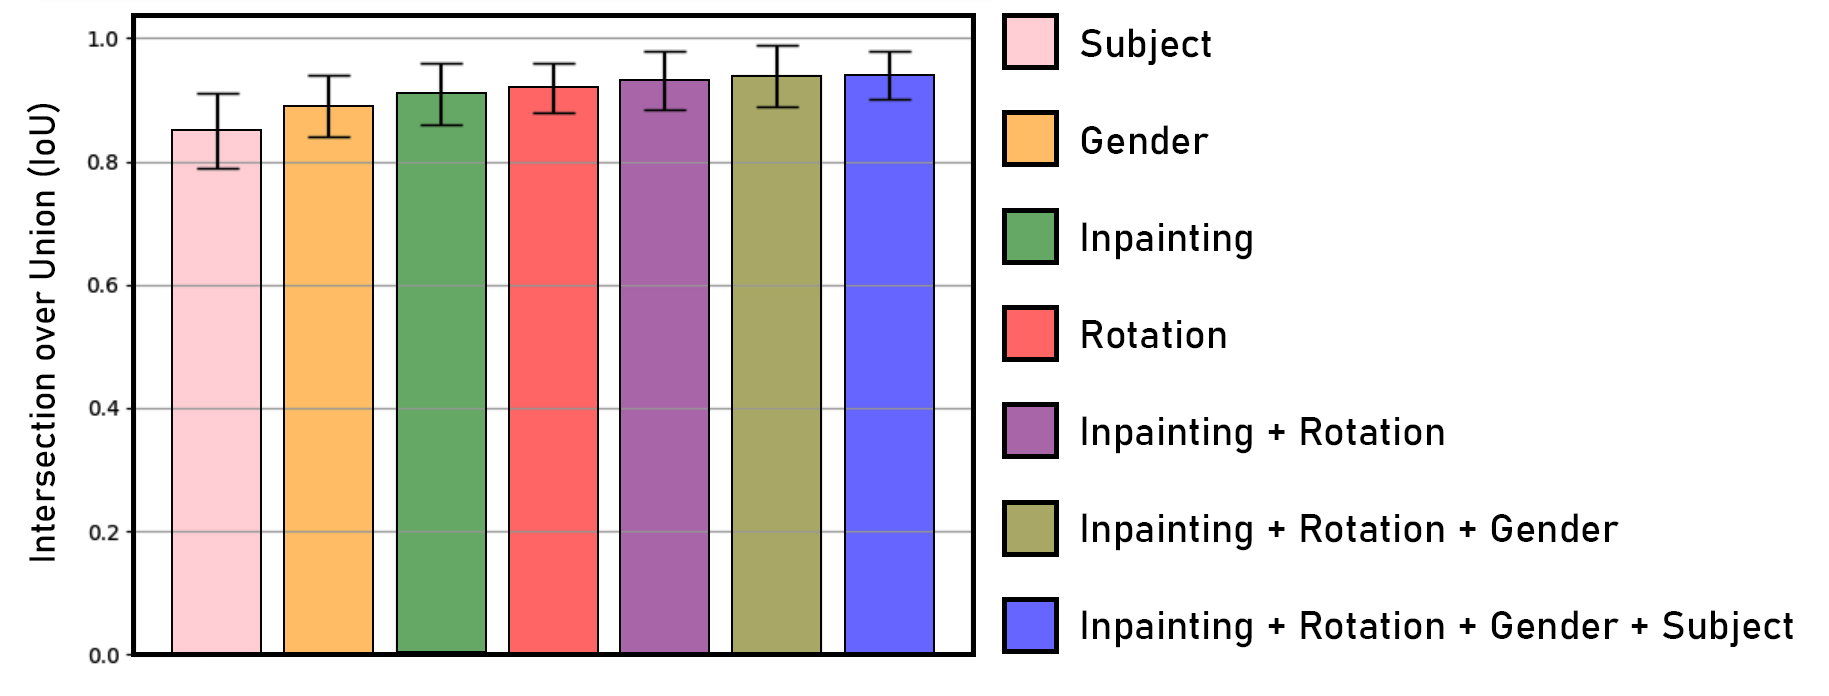 Intersection over Union (IoU)
1.0
0.8
0.6
0.4
0.2
0.0
Subject
Gender
Inpainting
Rotation
Inpainting + Rotation
Inpainting + Rotation + Gender
Inpainting + Rotation + Gender + Subject